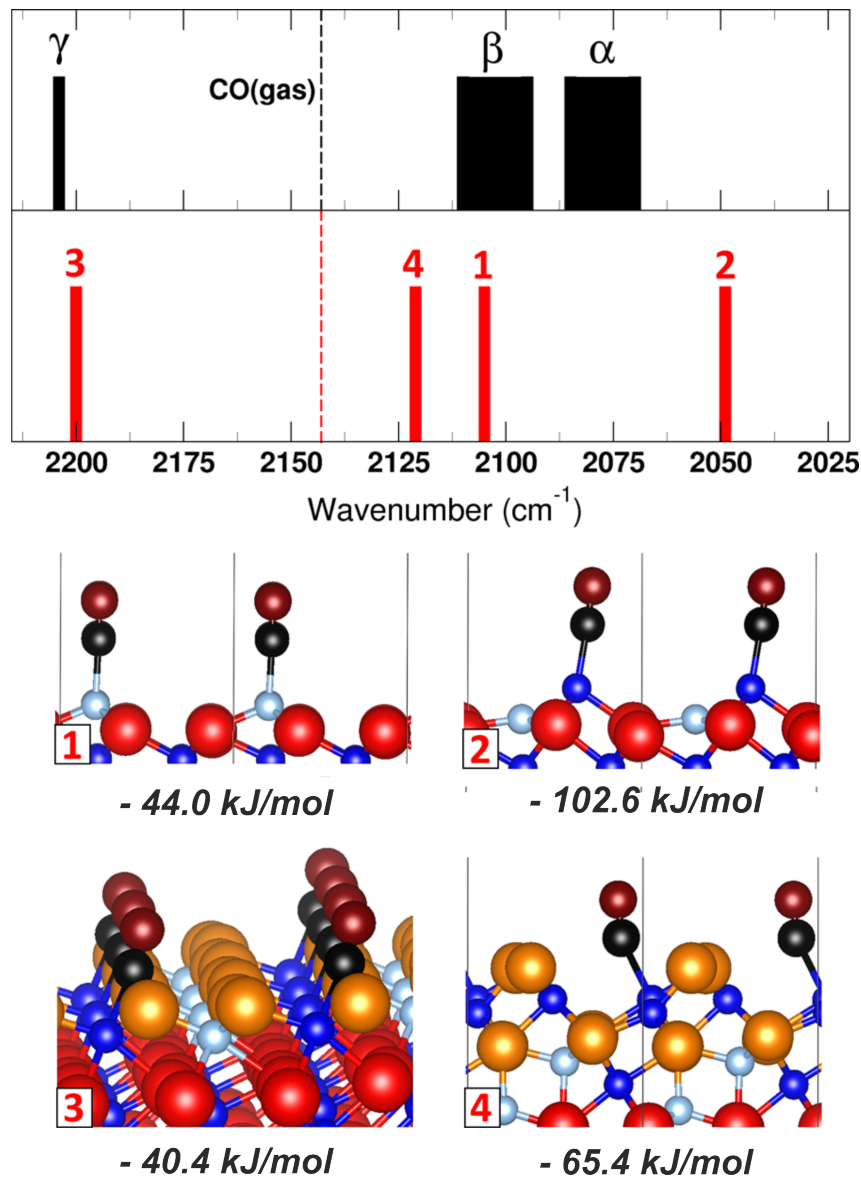 γ β α
CO(gas)
3 4 1 2
2200 2175 2150 2125 2100 2075 2050 2025
Wavenumber (cm-1)
1 2
- 44.0 kJ/mol - 102.6 kJ/mol
3 4
- 40.4 kJ/mol - 65.4 kJ/mol